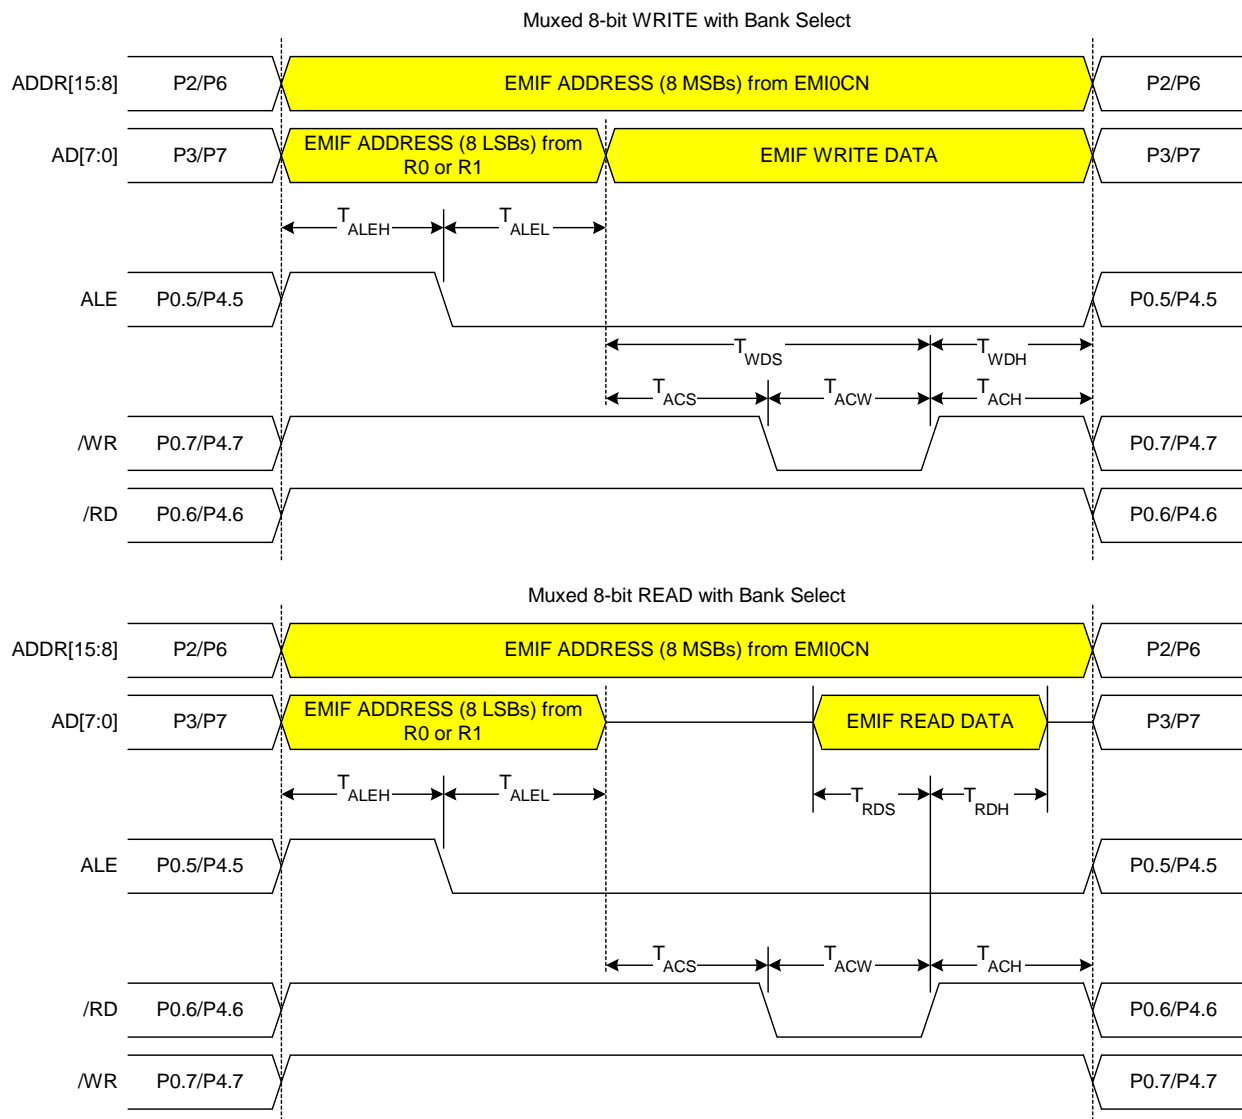 Muxed 8-bit WRITE with Bank Select
ADDR[15:8] P2/P6 EMIF ADDRESS (8 MSBs) from EMI0CN P2/P6
AD[7:0] P3/P7 EMIF ADDRESS (8 LSBs) from R0 or R1 EMIF WRITE DATA P3/P7
TALEH TALEL
ALE P0.5/P4.5 P0.5/P4.5
TWDS TWDH
TACS TACW TACH
/WR P0.7/P4.7 P0.7/P4.7
/RD P0.6/P4.6 P0.6/P4.6
Muxed 8-bit READ with Bank Select
ADDR[15:8] P2/P6 EMIF ADDRESS (8 MSBs) from EMI0CN P2/P6
AD[7:0] P3/P7 EMIF ADDRESS (8 LSBs) from R0 or R1 EMIF READ DATA P3/P7
TALEH TALEL TRDS TRDH
ALE P0.5/P4.5 P0.5/P4.5
TACS TACW TACH
/RD P0.6/P4.6 P0.6/P4.6
/WR P0.7/P4.7 P0.7/P4.7